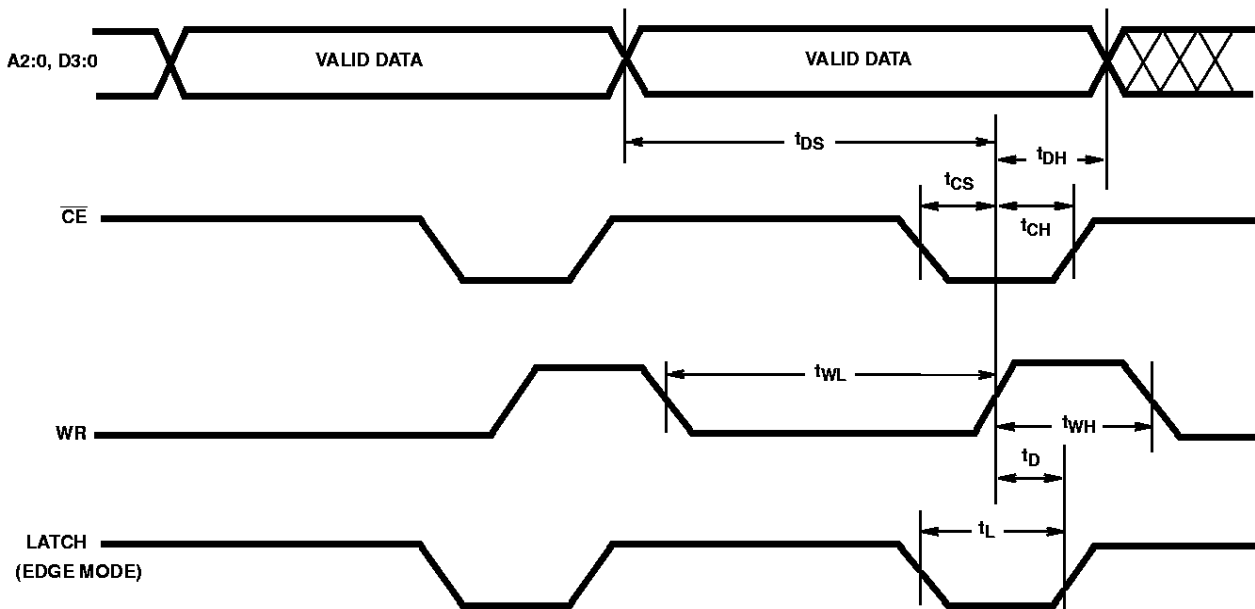 A2:0, D3:0
VALID DATA
VALID DATA
tDS
tDH
tCS
CE
tCH
tWL
WR
tWH
tD
tL
LATCH
(EDGE MODE)